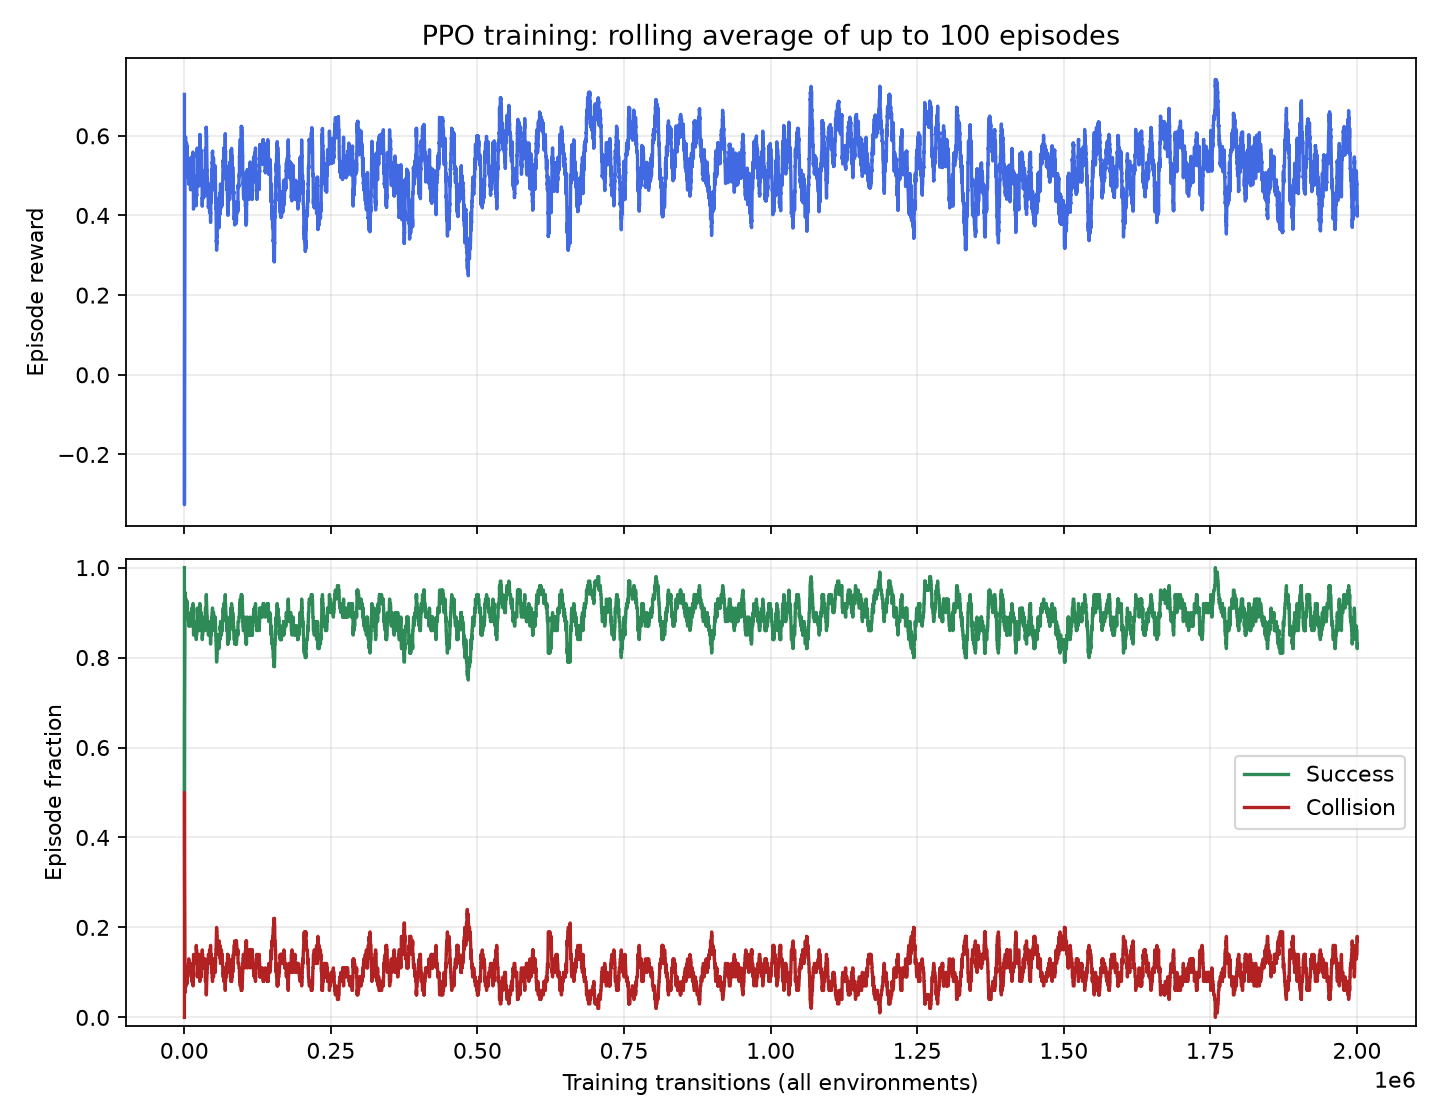 PPO training: rolling average of up to 100 episodes
Episode reward
0.6
0.4
0.2
0.0
−0.2
Episode fraction
1.0
0.8
0.6
0.4
0.2
0.0
Success
Collision
0.00 0.25 0.50 0.75 1.00 1.25 1.50 1.75 2.00
Training transitions (all environments)
1e6